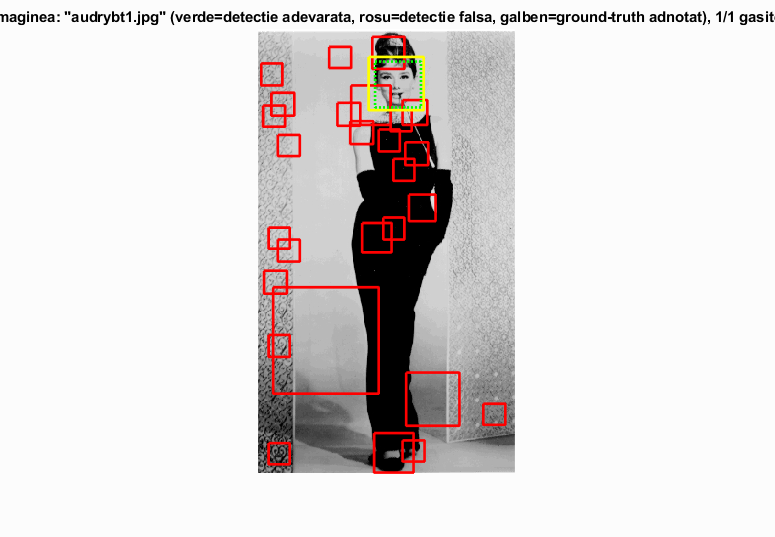 maginea: "audrybt1.jpg" (verde=detectie adevarata, rosu=detectie falsa, galben=ground-truth adnotat), 1/1 gasit